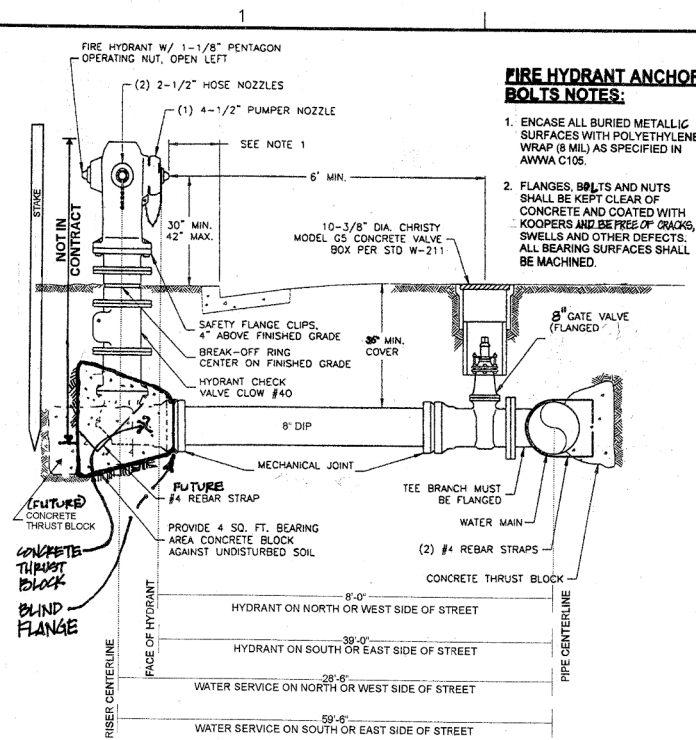 1
FIRE HYDRANT W/ 1-1/8" PENTAGON
OPERATING NUT, OPEN LEFT
(2) 2-1/2" HOSE NOZZLES
(1) 4-1/2" PUMPER NOZZLE
SEE NOTE 1
6' MIN.
STAKE
NOT IN
CONTRACT
30" MIN.
42" MAX.
10-3/8" DIA. CHRISTY
MODEL G5 CONCRETE VALVE
BOX PER STD W-211
FIRE HYDRANT ANCHOR
BOLTS NOTES:
1. ENCASE ALL BURIED METALLIC
SURFACES WITH POLYETHYLENE
WRAP (8 MIL) AS SPECIFIED IN
AWWA C105.
2. FLANGES, BOLTS AND NUTS
SHALL BE KEPT CLEAR OF
CONCRETE AND COATED WITH
KOOPERS AND BE FREE OF CRACKS,
SWELLS AND OTHER DEFECTS.
ALL BEARING SURFACES SHALL
BE MACHINED.
SAFETY FLANGE CLIPS,
4" ABOVE FINISHED GRADE
BREAK-OFF RING
CENTER ON FINISHED GRADE
HYDRANT CHECK
VALVE CLOW #40
36" MIN.
COVER
8" GATE VALVE
(FLANGED
8" DIP
MECHANICAL JOINT
FUTURE
#4 REBAR STRAP
PROVIDE 4 SQ. FT. BEARING
AREA CONCRETE BLOCK
AGAINST UNDISTURBED SOIL
TEE BRANCH MUST
BE FLANGED
WATER MAIN
(2) #4 REBAR STRAPS
CONCRETE THRUST BLOCK
(FUTURE)
CONCRETE
THRUST BLOCK
CONCRETE
THRUST
BLOCK
BLIND
FLANGE
RISER CENTERLINE
FACE OF HYDRANT
PIPE CENTERLINE
8'-0"
HYDRANT ON NORTH OR WEST SIDE OF STREET
39'-0"
HYDRANT ON SOUTH OR EAST SIDE OF STREET
28'-6"
WATER SERVICE ON NORTH OR WEST SIDE OF STREET
59'-6"
WATER SERVICE ON SOUTH OR EAST SIDE OF STREET